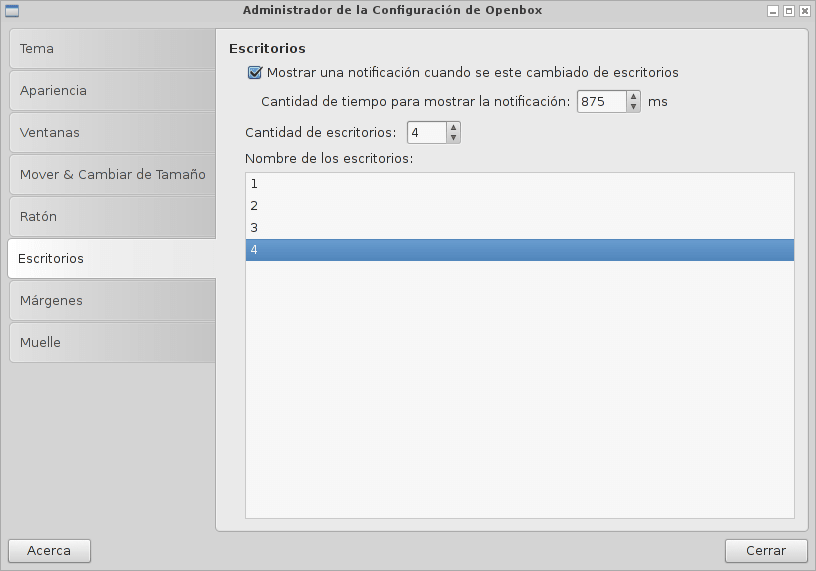 Administrador de la Configuración de Openbox
Tema
Apariencia
Ventanas
Mover & Cambiar de Tamaño
Ratón
Escritorios
Márgenes
Muelle
Escritorios
Mostrar una notificación cuando se este cambiado de escritorios
Cantidad de tiempo para mostrar la notificación: 875 ms
Cantidad de escritorios: 4
Nombre de los escritorios:
1
2
3
4
Acerca
Cerrar